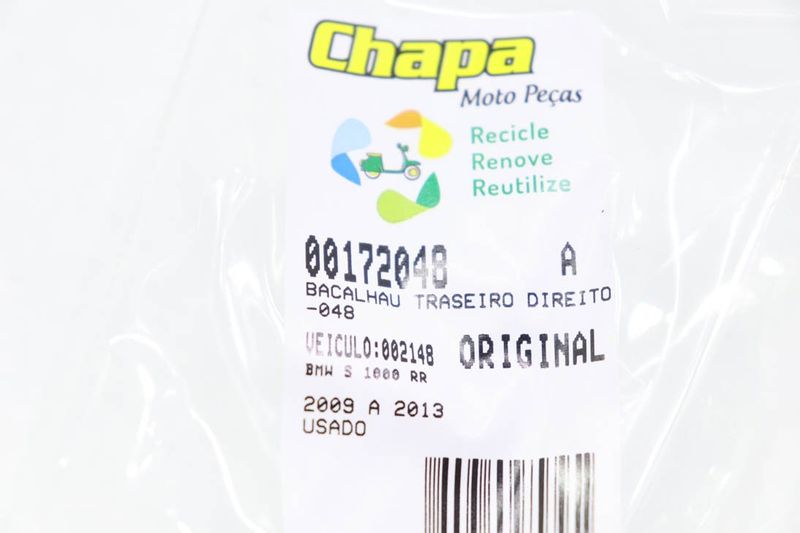 Chapa
Moto Peças
Recicle
Renove
Reutilize
00172048 A
BACALHAU TRASEIRO DIREITO
-048
VEICULO:002148 ORIGINAL
BMW S 1000 RR
2009 A 2013
USADO